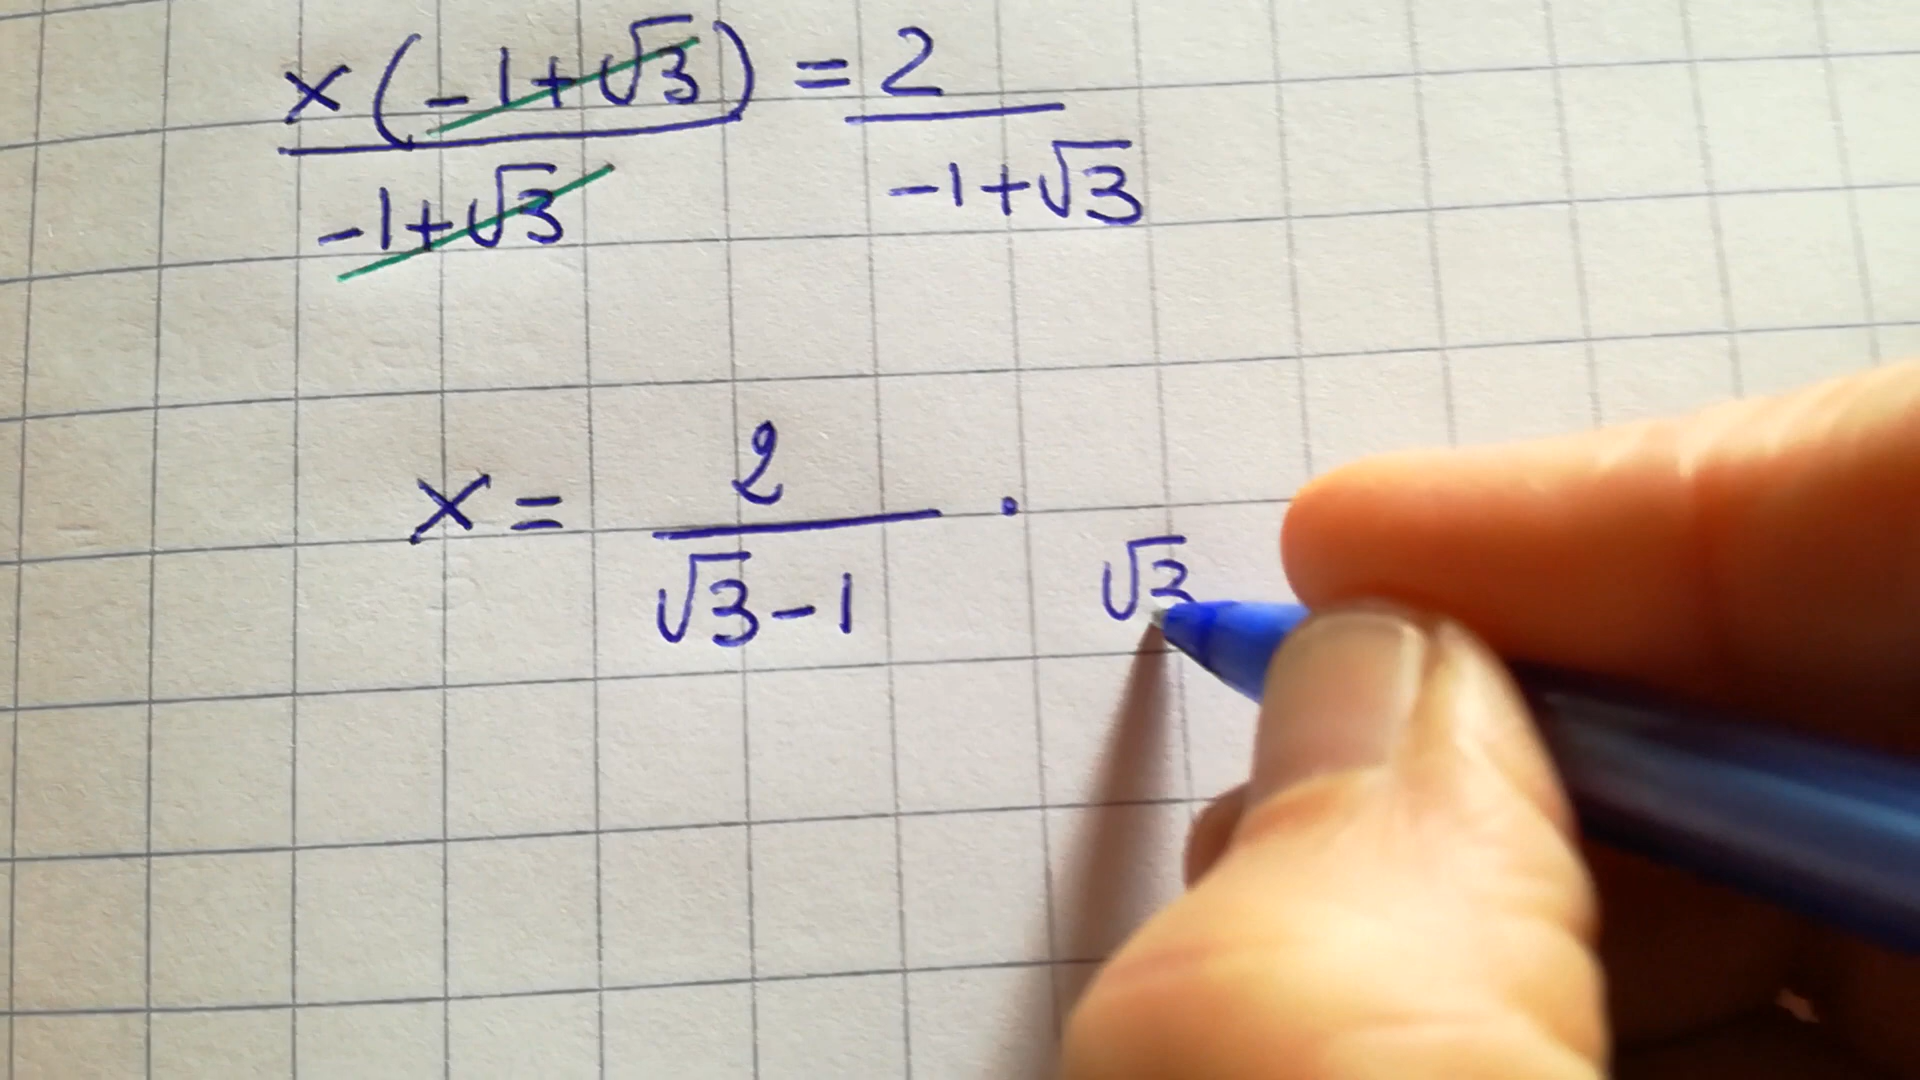 x(-1+√3) = 2
-1+√3 -1+√3
x = 2 ·
√3-1 √3